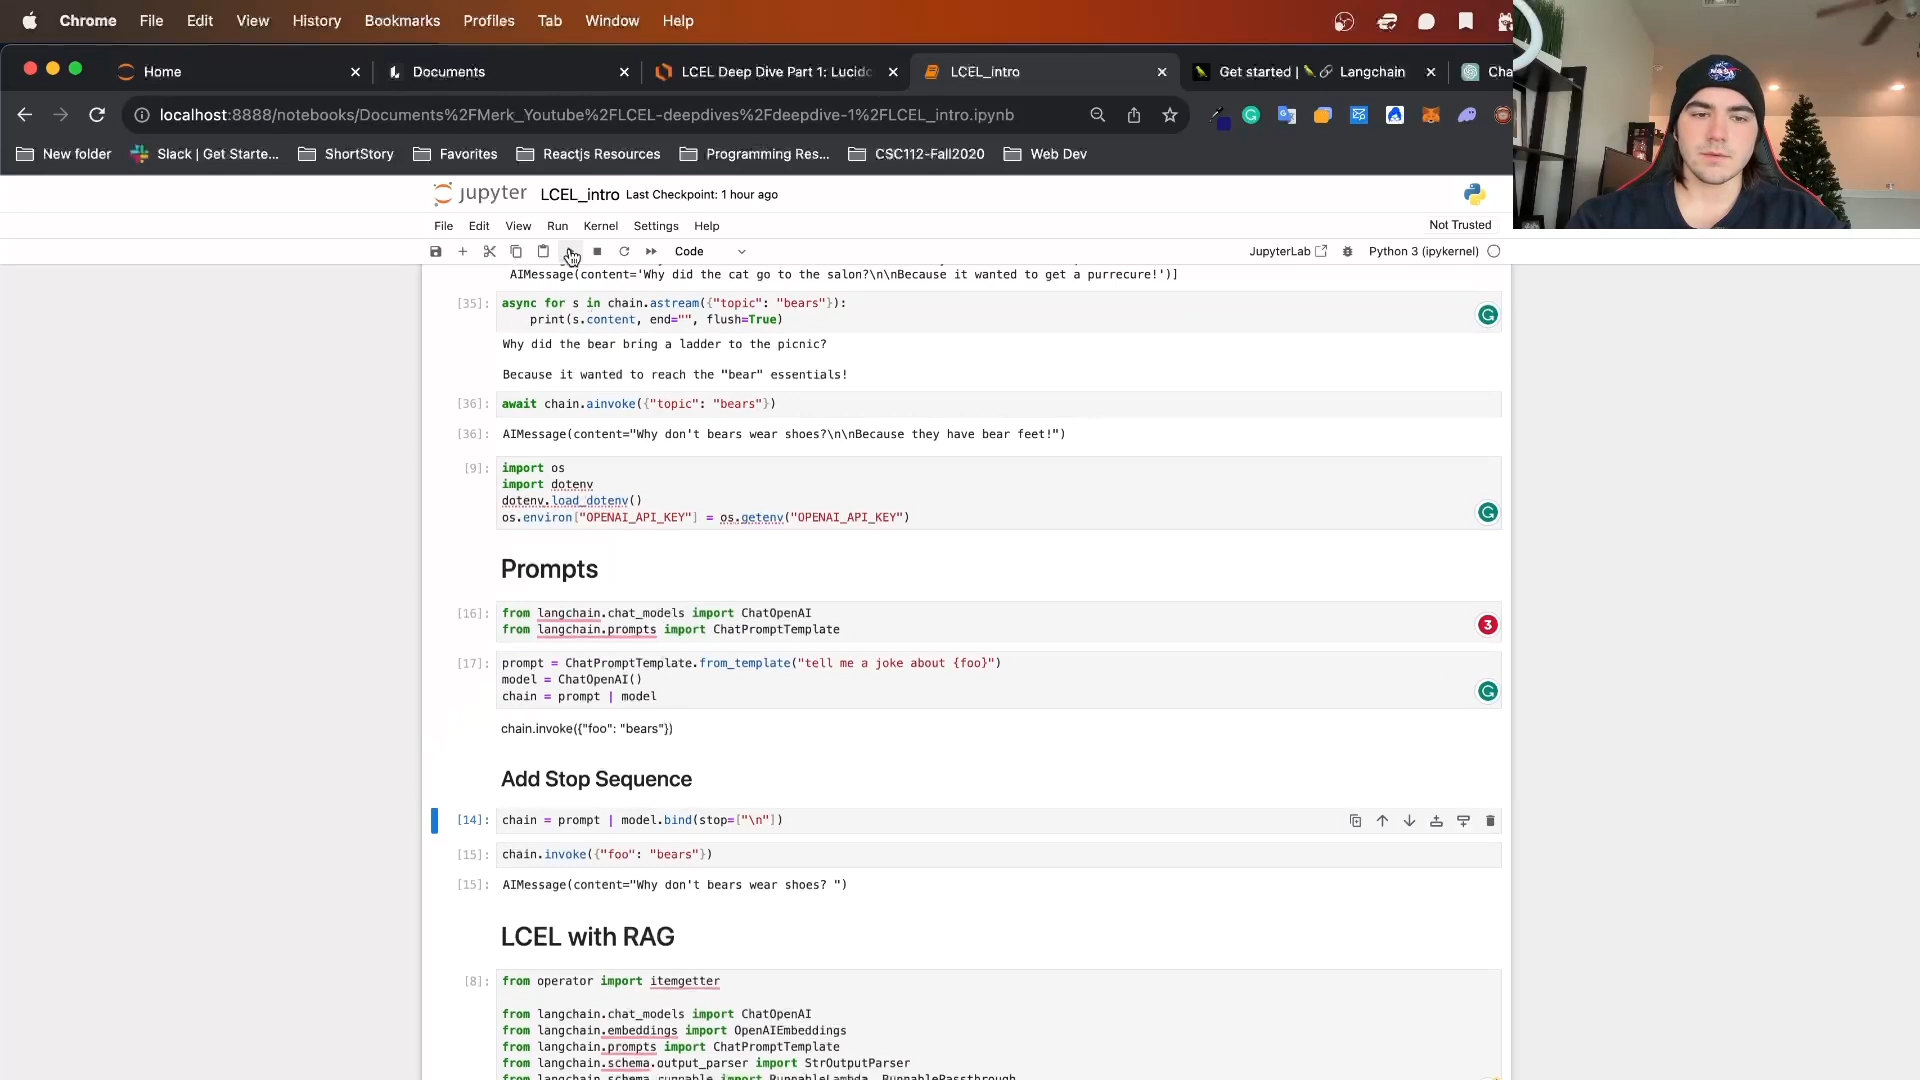 Chrome File Edit View History Bookmarks Profiles Tab Window Help
Home Documents LCEL Deep Dive Part 1: Lucidc LCEL_intro Get started | Langchain Cha
localhost:8888/notebooks/Documents%2FMerk_Youtube%2FLCEL-deepdives%2Fdeepdive-1%2FLCEL_intro.ipynb
New folder Slack | Get Starte... ShortStory Favorites Reactjs Resources Programming Res... CSC112-Fall2020 Web Dev
jupyter LCEL_intro Last Checkpoint: 1 hour ago
File Edit View Run Kernel Settings Help Not Trusted
Code JupyterLab Python 3 (ipykernel)
AIMessage(content='Why did the cat go to the salon?\n\nBecause it wanted to get a purrecure!')]
[35]: async for s in chain.astream({"topic": "bears"}):
print(s.content, end="", flush=True)
Why did the bear bring a ladder to the picnic?
Because it wanted to reach the "bear" essentials!
[36]: await chain.ainvoke({"topic": "bears"})
[36]: AIMessage(content="Why don't bears wear shoes?\n\nBecause they have bear feet!")
[9]: import os
import dotenv
dotenv.load_dotenv()
os.environ["OPENAI_API_KEY"] = os.getenv("OPENAI_API_KEY")
Prompts
[16]: from langchain.chat_models import ChatOpenAI
from langchain.prompts import ChatPromptTemplate
3
[17]: prompt = ChatPromptTemplate.from_template("tell me a joke about {foo}")
model = ChatOpenAI()
chain = prompt | model
chain.invoke({"foo": "bears"})
Add Stop Sequence
[14]: chain = prompt | model.bind(stop=["\n"])
[15]: chain.invoke({"foo": "bears"})
[15]: AIMessage(content="Why don't bears wear shoes? ")
LCEL with RAG
[8]: from operator import itemgetter
from langchain.chat_models import ChatOpenAI
from langchain.embeddings import OpenAIEmbeddings
from langchain.prompts import ChatPromptTemplate
from langchain.schema.output_parser import StrOutputParser
from langchain.schema.runnable import RunnableLambda, RunnablePassthrough